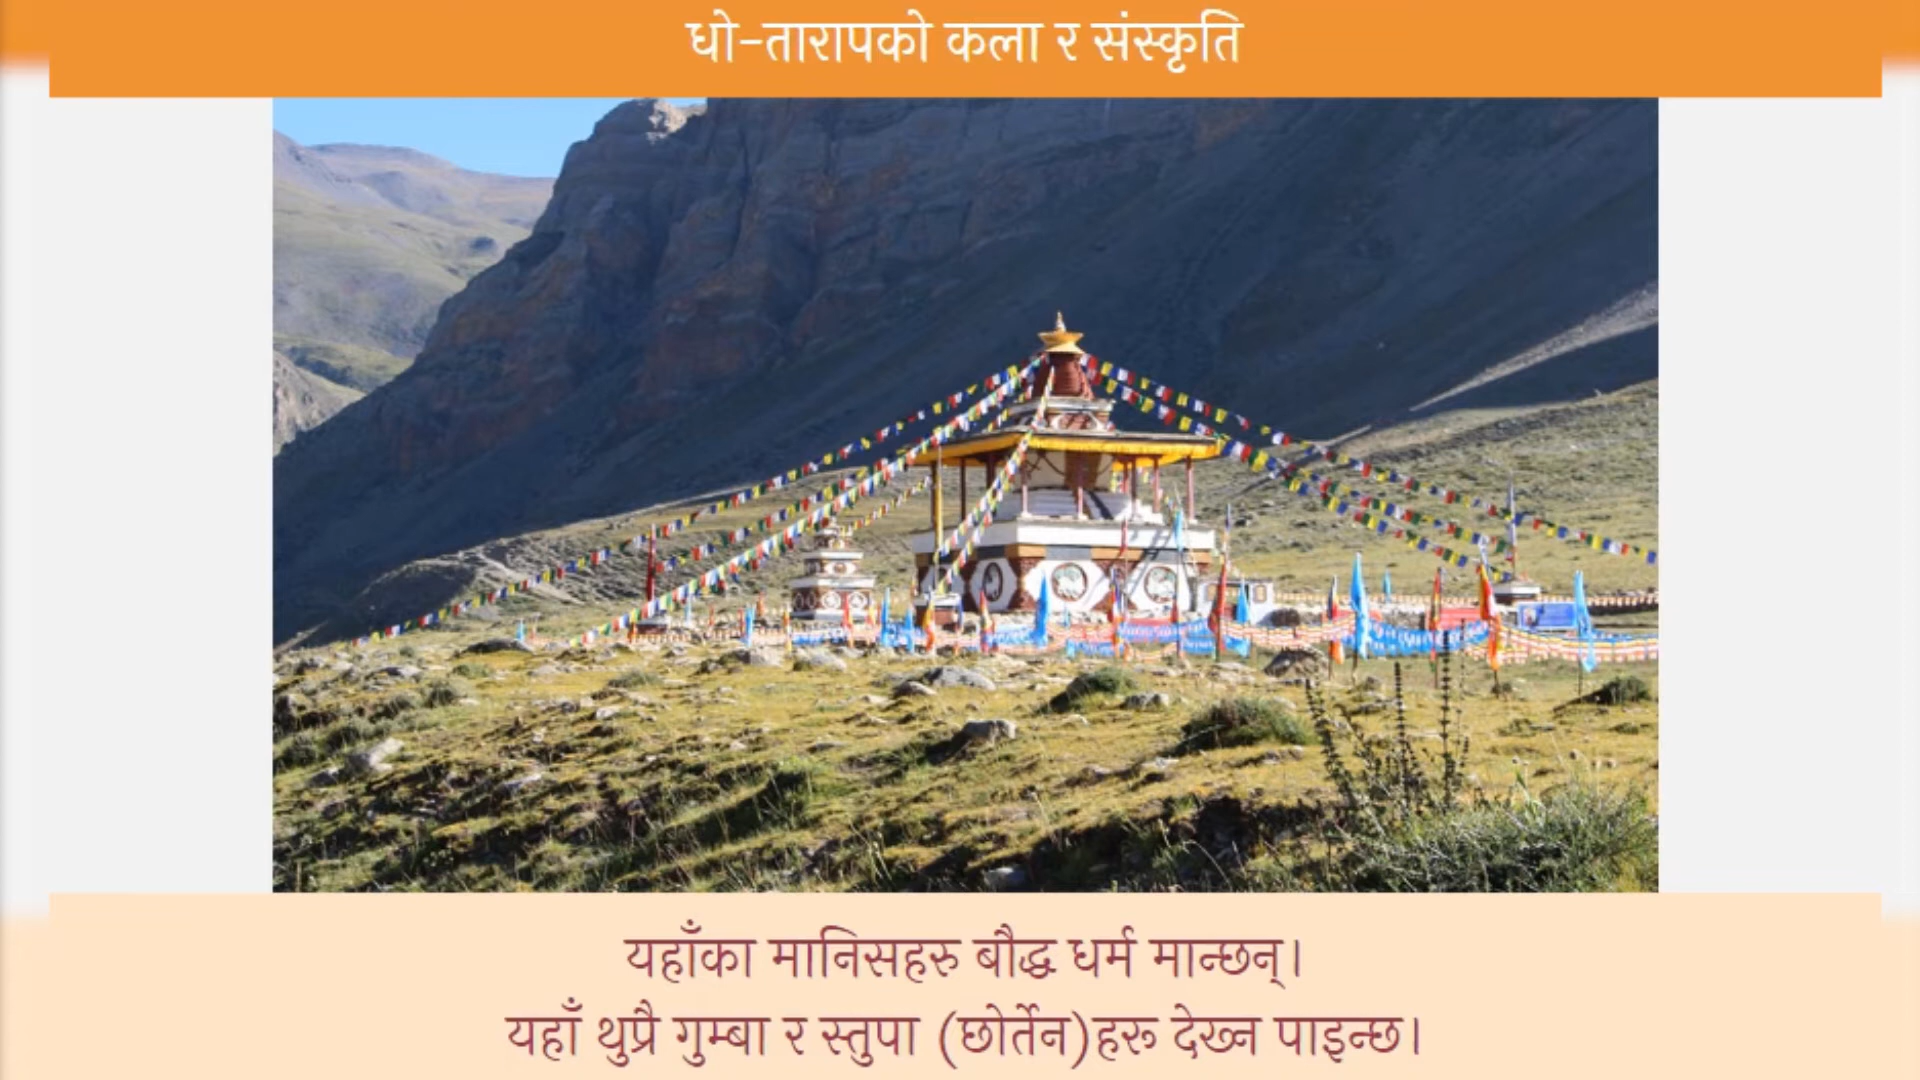 धो-तारापको कला र संस्कृति
यहाँका मानिसहरु बौद्ध धर्म मान्छन्।
यहाँ थुप्रै गुम्बा र स्तुपा (छोर्तेन)हरू देख्न पाइन्छ।